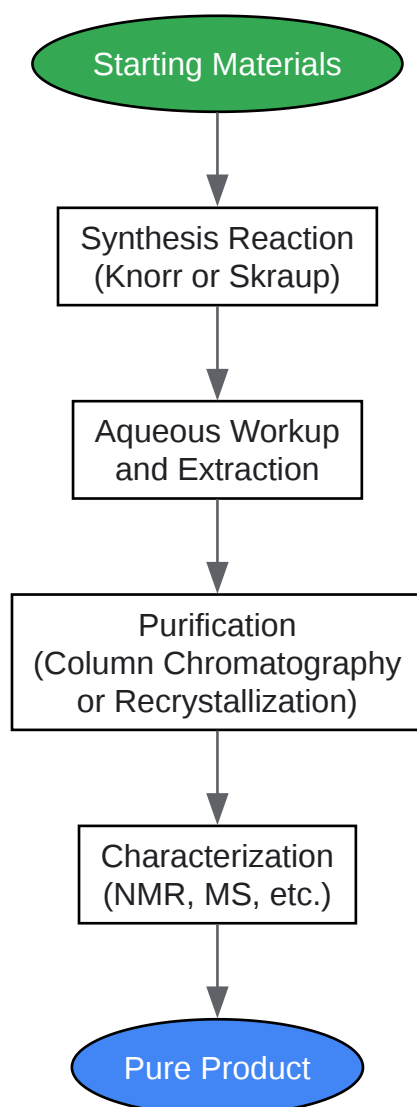 Starting Materials
Synthesis Reaction
(Knorr or Skraup)
Aqueous Workup
and Extraction
Purification
(Column Chromatography
or Recrystallization)
Characterization
(NMR, MS, etc.)
Pure Product